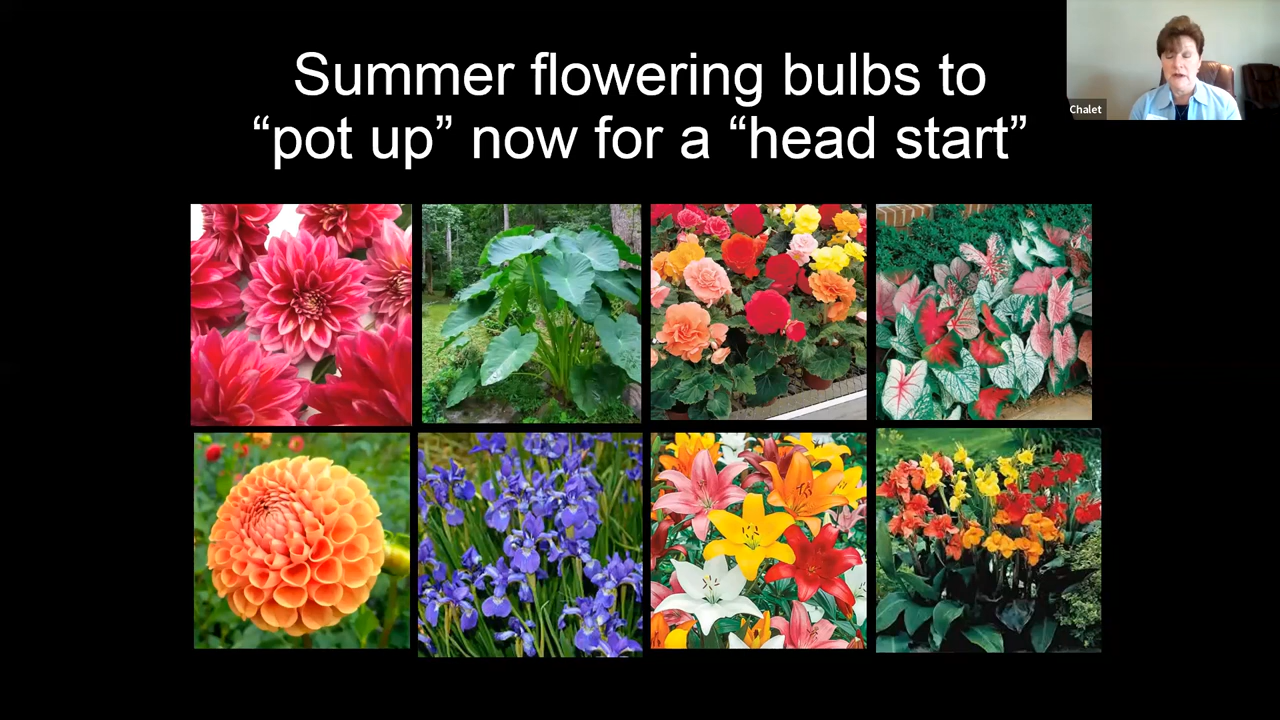 Summer flowering bulbs to
“pot up” now for a “head start”
Chalet